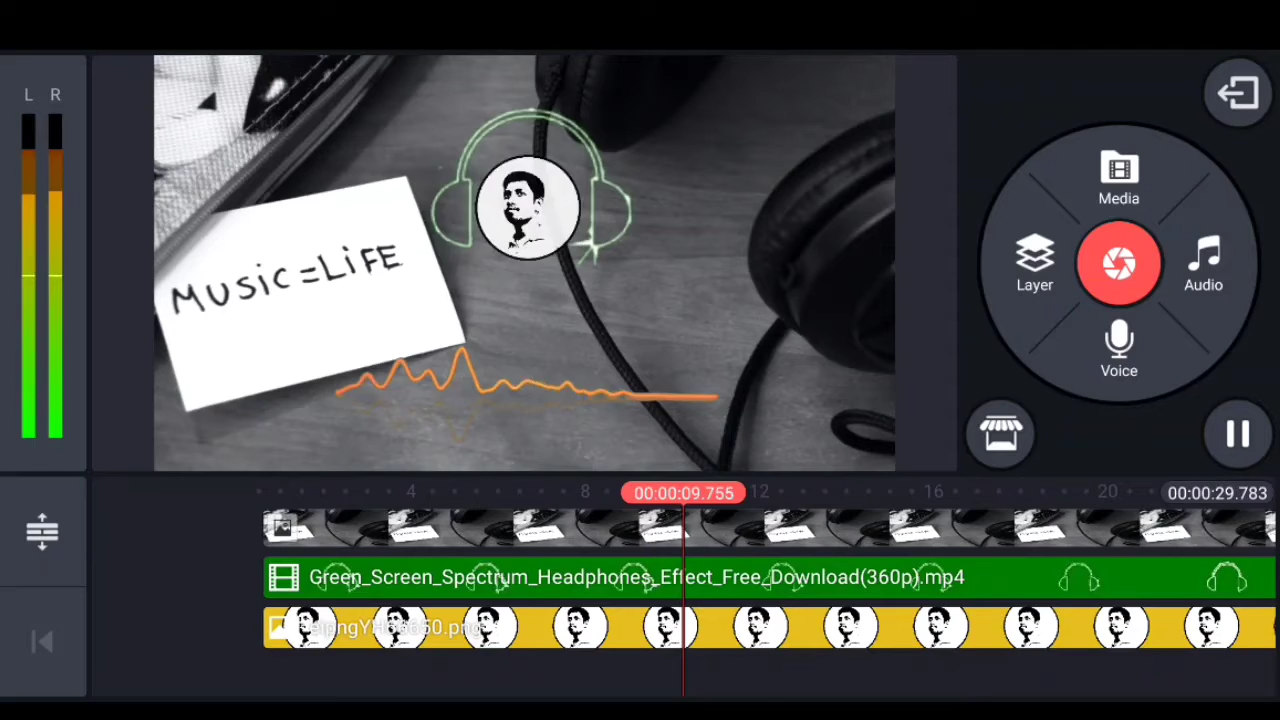 L R
Media
Layer
Audio
Voice
MUSIC=LiFE
4
8
00:00:09.755
12
16
20
00:00:29.783
Green_Screen_Spectrum_Headphones_Effect_Free_Download(360p).mp4